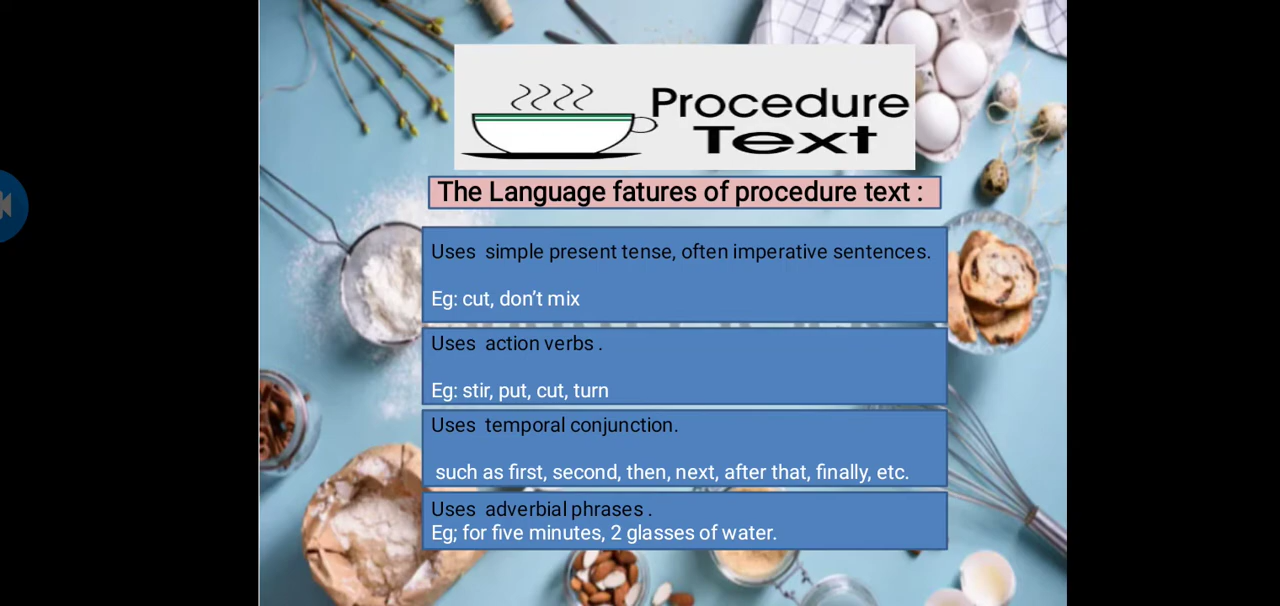 Procedure
Text
The Language fatures of procedure text :
Uses simple present tense, often imperative sentences.
Eg: cut, don’t mix
Uses action verbs .
Eg: stir, put, cut, turn
Uses temporal conjunction.
such as first, second, then, next, after that, finally, etc.
Uses adverbial phrases .
Eg; for five minutes, 2 glasses of water.